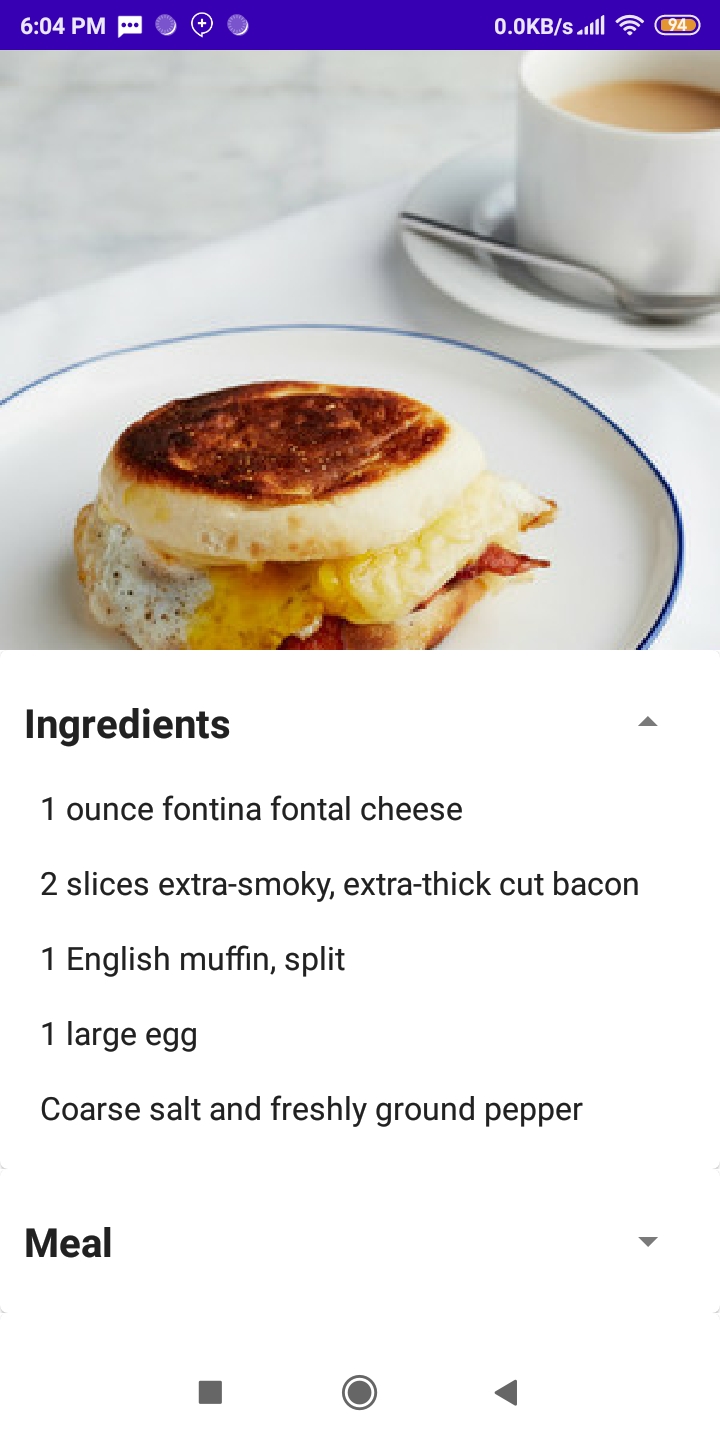 6:04 PM 0.0KB/s 94
Ingredients
1 ounce fontina fontal cheese
2 slices extra-smoky, extra-thick cut bacon
1 English muffin, split
1 large egg
Coarse salt and freshly ground pepper
Meal